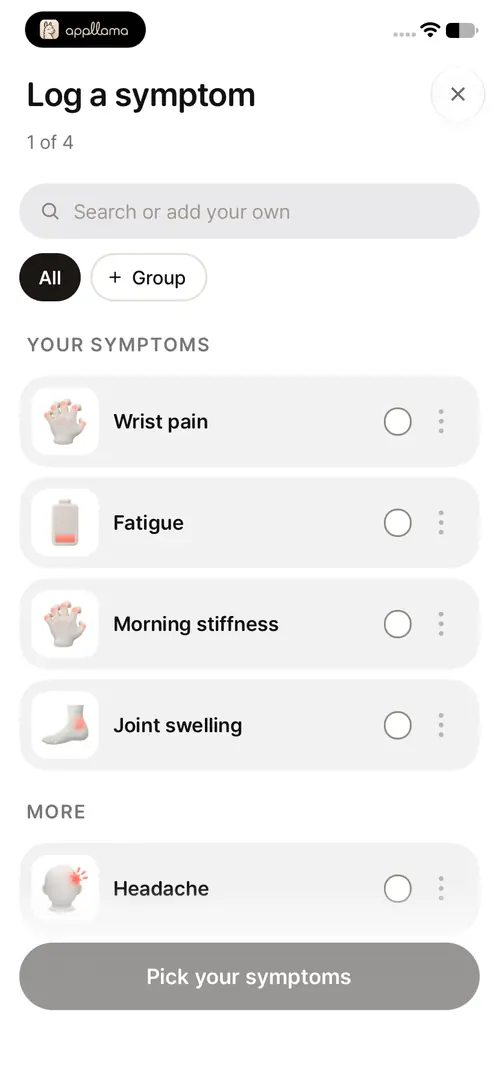 appllama
Log a symptom
1 of 4
Search or add your own
All
+ Group
YOUR SYMPTOMS
Wrist pain
Fatigue
Morning stiffness
Joint swelling
MORE
Headache
Pick your symptoms